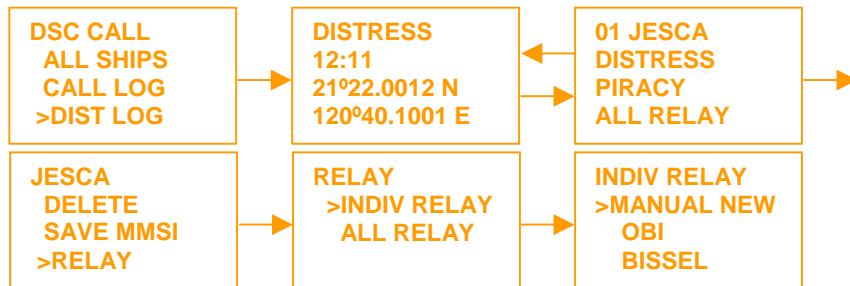 DSC CALL
ALL SHIPS
CALL LOG
>DIST LOG
DISTRESS
12:11
21º22.0012 N
120º40.1001 E
01 JESCA
DISTRESS
PIRACY
ALL RELAY
JESCA
DELETE
SAVE MMSI
>RELAY
RELAY
>INDIV RELAY
ALL RELAY
INDIV RELAY
>MANUAL NEW
OBI
BISSEL